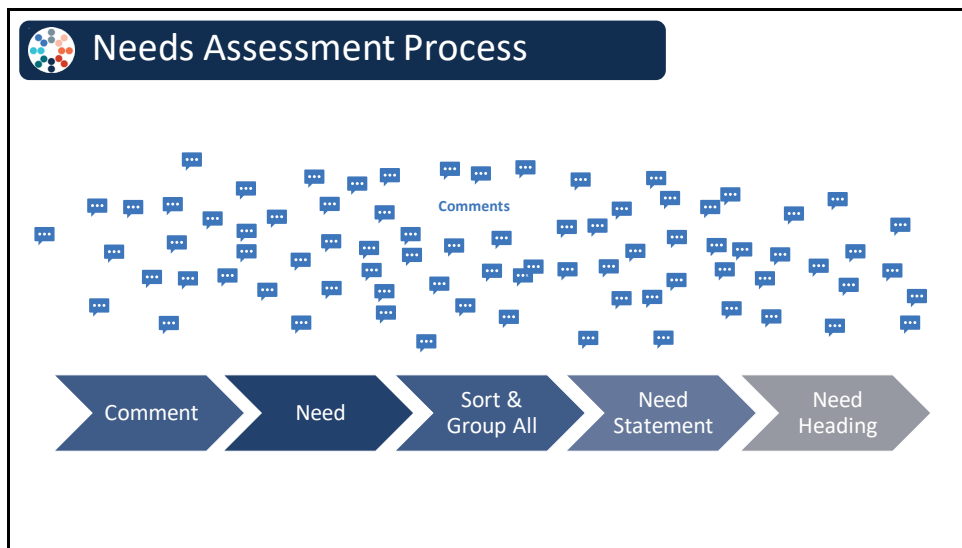 Needs Assessment Process
Comments
Comment
Need
Sort &
Group All
Need
Statement
Need
Heading